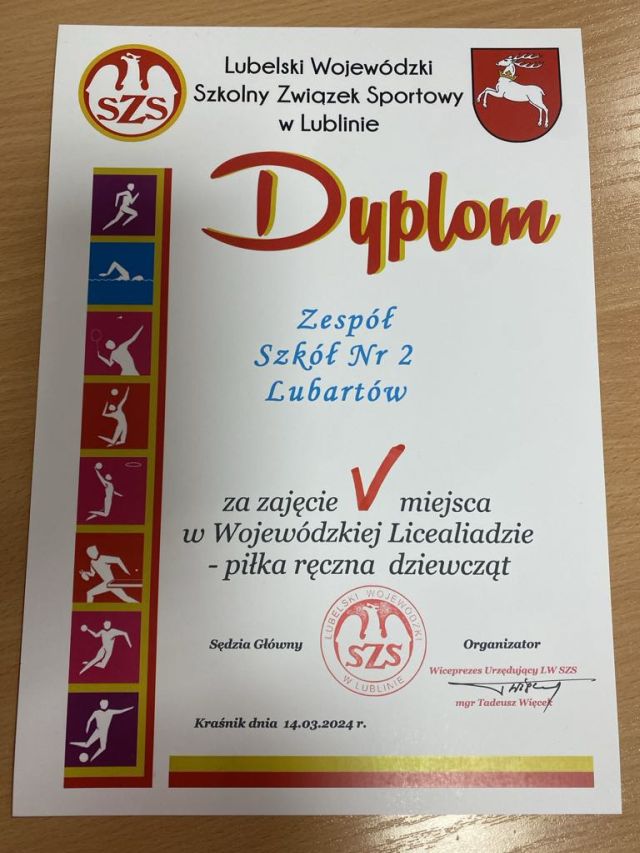 SZS
Lubelski Wojewódzki
Szkolny Związek Sportowy
w Lublinie
Dyplom
Zespół
Szkół Nr 2
Lubartów
za zajęcie V miejsca
w Wojewódzkiej Licealiadzie
- piłka ręczna dziewcząt
Sędzia Główny
LUBELSKI WOJEWÓDZKI
SZS
W LUBLINIE
Organizator
Wiceprezes Urzędujący LW SZS
mgr Tadeusz Więcek
Kraśnik dnia 14.03.2024 r.